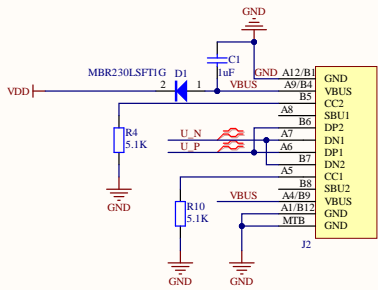 GND
C1
1uF
MBR230LSFT1G
D1
2
1
VDD
VBUS
GND
A12/B1
GND
A9/B4
VBUS
B5
CC2
A8
SBU1
B6
DP2
U_N
A7
DN1
U_P
A6
DP1
B7
DN2
A5
CC1
B8
SBU2
VBUS
A4/B9
VBUS
A1/B12
GND
MTB
GND
R4
5.1K
R10
5.1K
J2
GND
GND
GND